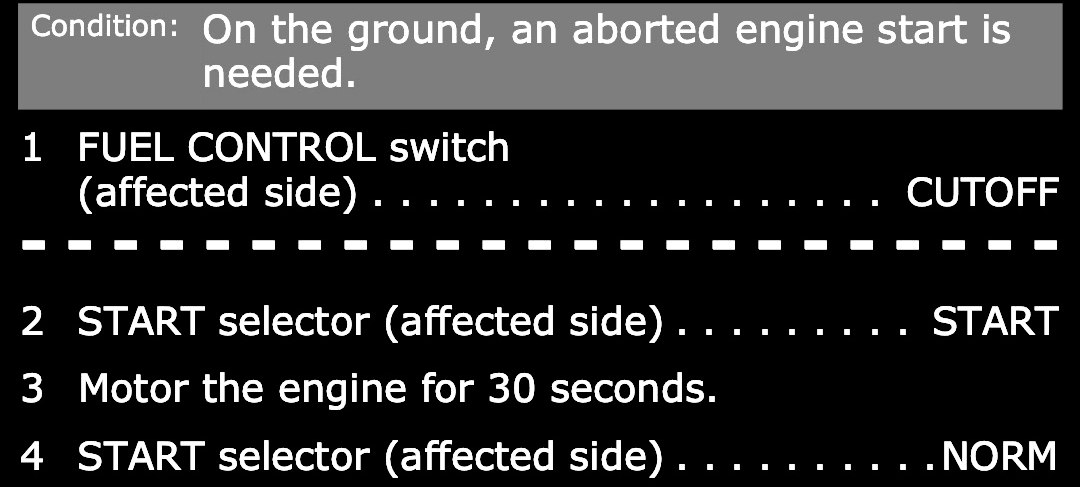 Condition: On the ground, an aborted engine start is
needed.
1 FUEL CONTROL switch
(affected side) . . . . . . . . . . . . . . . . . . . CUTOFF
2 START selector (affected side) . . . . . . . . . START
3 Motor the engine for 30 seconds.
4 START selector (affected side) . . . . . . . . . . NORM